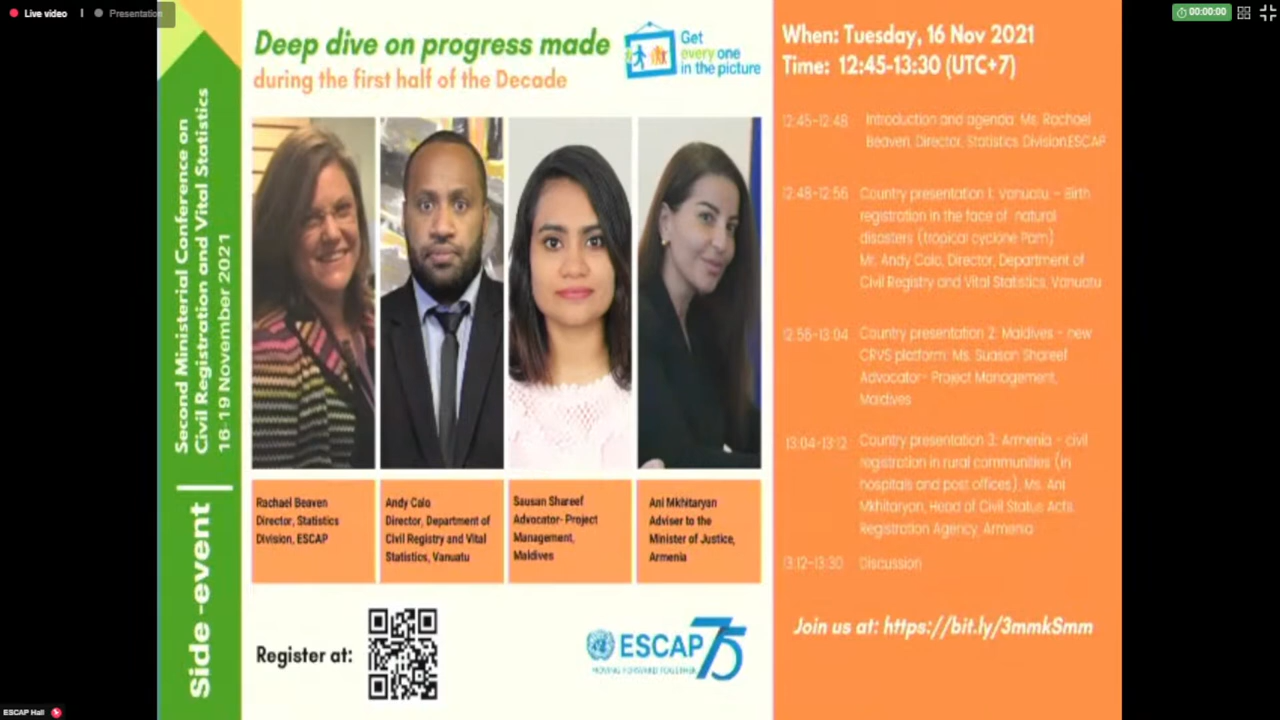 Live video
Presentation
00:00:00
Second Ministerial Conference on
Civil Registration and Vital Statistics
16-19 November 2021
Side-event
Deep dive on progress made
during the first half of the Decade
Get
every one
in the picture
Rachael Beaven
Director, Statistics
Division, ESCAP
Andy Calo
Director, Department of
Civil Registry and Vital
Statistics, Vanuatu
Sausan Shareef
Advocator- Project
Management,
Maldives
Ani Mkhitaryan
Adviser to the
Minister of Justice,
Armenia
Register at:
ESCAP 75
MOVING FORWARD TOGETHER
When: Tuesday, 16 Nov 2021
Time: 12:45-13:30 (UTC+7)
12:45-12:48 Introduction and agenda: Ms. Rachael
Beaven, Director, Statistics Division,ESCAP
12:48-12:56 Country presentation 1: Vanuatu - Birth
registration in the face of natural
disasters (tropical cyclone Pam)
Mr. Andy Calo, Director, Department of
Civil Registry and Vital Statistics, Vanuatu
12:56-13:04 Country presentation 2: Maldives - new
CRVS platform: Ms. Suasan Shareef
Advocator- Project Management,
Maldives
13:04-13:12 Country presentation 3: Armenia - civil
registration in rural communities (in
hospitals and post offices), Ms. Ani
Mkhitaryan, Head of Civil Status Acts
Registration Agency, Armenia
13:12-13:30 Discussion
Join us at: https://bit.ly/3mmkSmm
ESCAP Hall